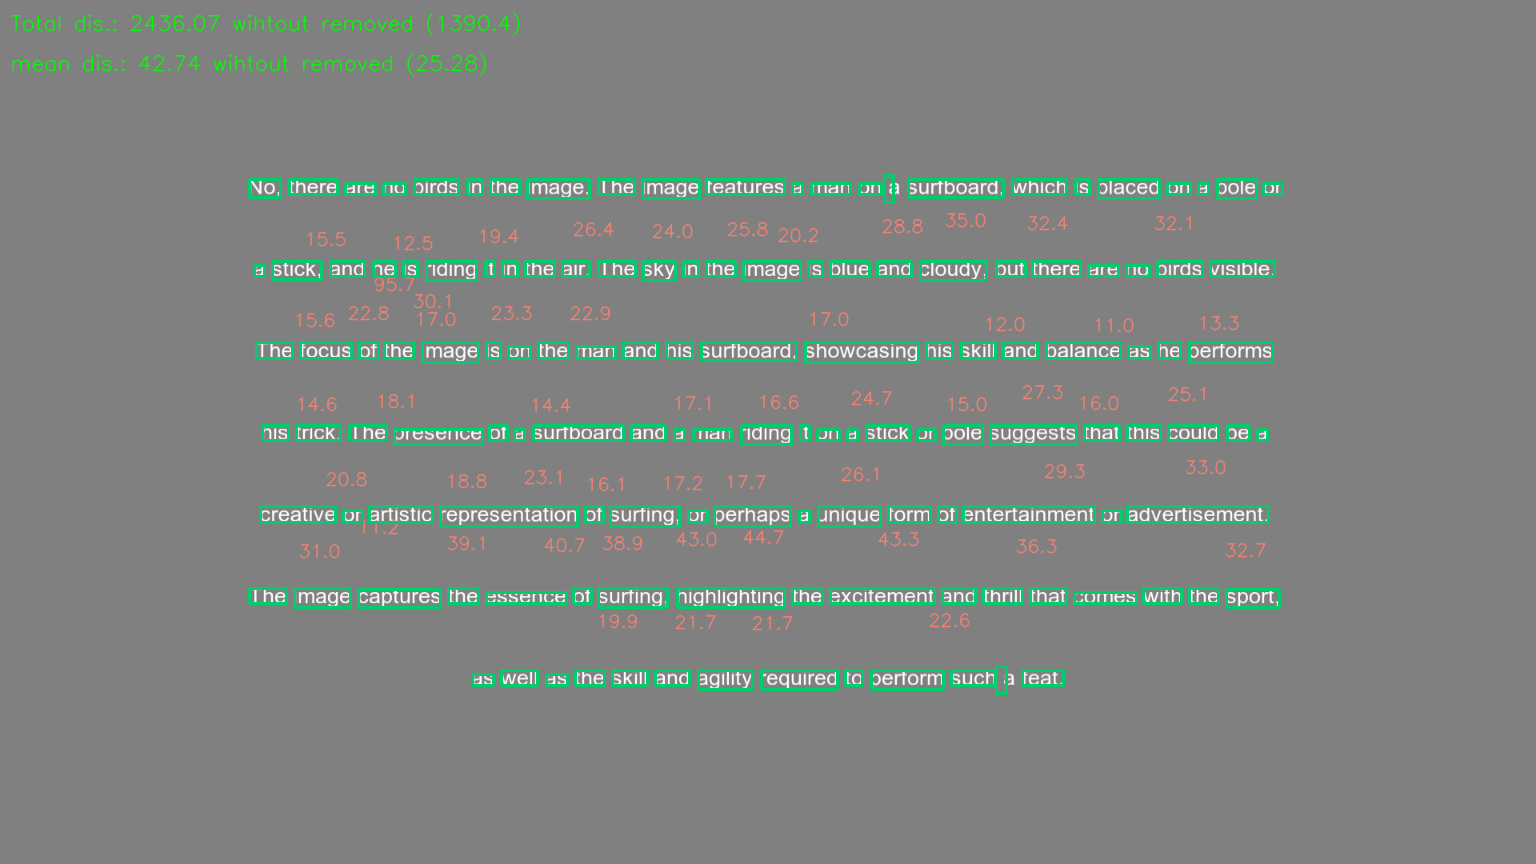 Total dis.: 2436.07 wihtout removed (1390.4)
mean dis.: 42.74 wihtout removed (25.28)
No, there are no birds in the image. The image features a man on a surfboard, which is placed on a pole or
15.5 12.5 19.4 26.4 24.0 25.8 20.2 28.8 35.0 32.4 32.1
a stick, and he is riding it in the air. The sky in the image is blue and cloudy, but there are no birds visible.
95.7
30.1
15.6 22.8 17.0 23.3 22.9 17.0 12.0 11.0 13.3
The focus of the image is on the man and his surfboard, showcasing his skill and balance as he performs
14.6 18.1 14.4 17.1 16.6 24.7 15.0 27.3 16.0 25.1
his trick. The presence of a surfboard and a man riding it on a stick or pole suggests that this could be a
20.8 18.8 23.1 16.1 17.2 17.7 26.1 29.3 33.0
creative or artistic representation of surfing, or perhaps a unique form of entertainment or advertisement.
11.2
31.0 39.1 40.7 38.9 43.0 44.7 43.3 36.3 32.7
The image captures the essence of surfing, highlighting the excitement and thrill that comes with the sport,
19.9 21.7 21.7 22.6
as well as the skill and agility required to perform such a feat.